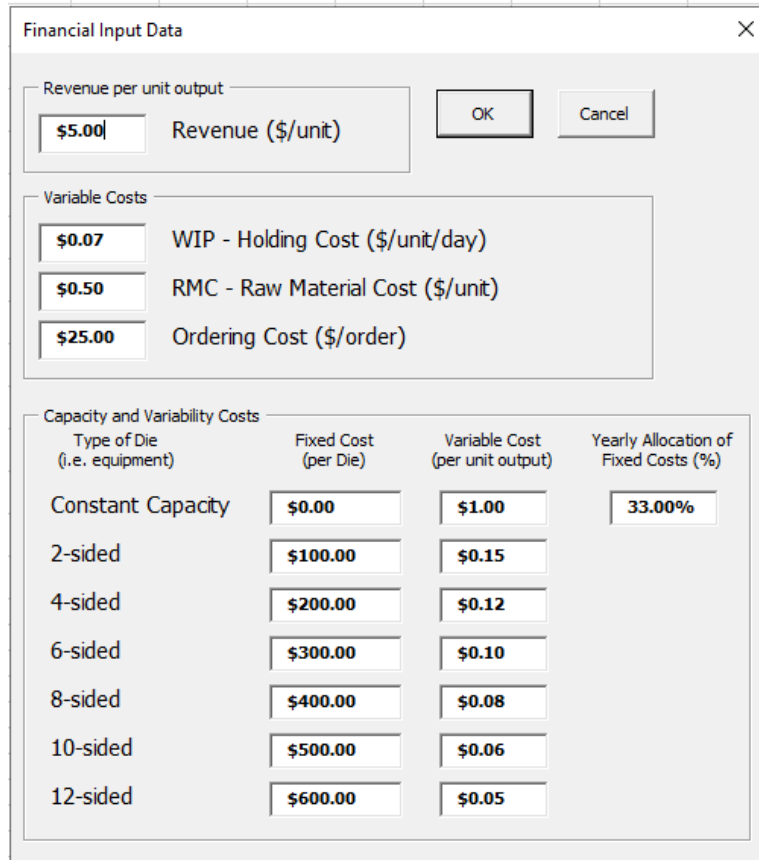 Financial Input Data
Revenue per unit output
$5.00 Revenue ($/unit)
OK Cancel
Variable Costs
$0.07 WIP - Holding Cost ($/unit/day)
$0.50 RMC - Raw Material Cost ($/unit)
$25.00 Ordering Cost ($/order)
Capacity and Variability Costs
Type of Die Fixed Cost Variable Cost Yearly Allocation of
(i.e. equipment) (per Die) (per unit output) Fixed Costs (%)
Constant Capacity $0.00 $1.00 33.00%
2-sided $100.00 $0.15
4-sided $200.00 $0.12
6-sided $300.00 $0.10
8-sided $400.00 $0.08
10-sided $500.00 $0.06
12-sided $600.00 $0.05